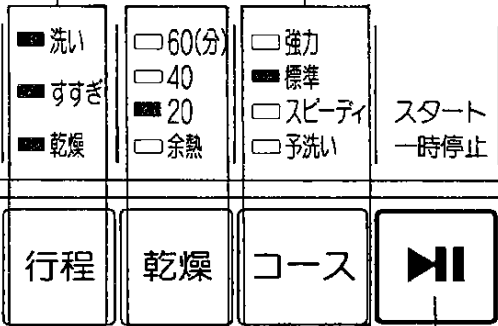 洗い
すすぎ
乾燥
60(分)
40
20
余熱
強力
標準
スピーディ
予洗い
スタート
一時停止
行程
乾燥
コース